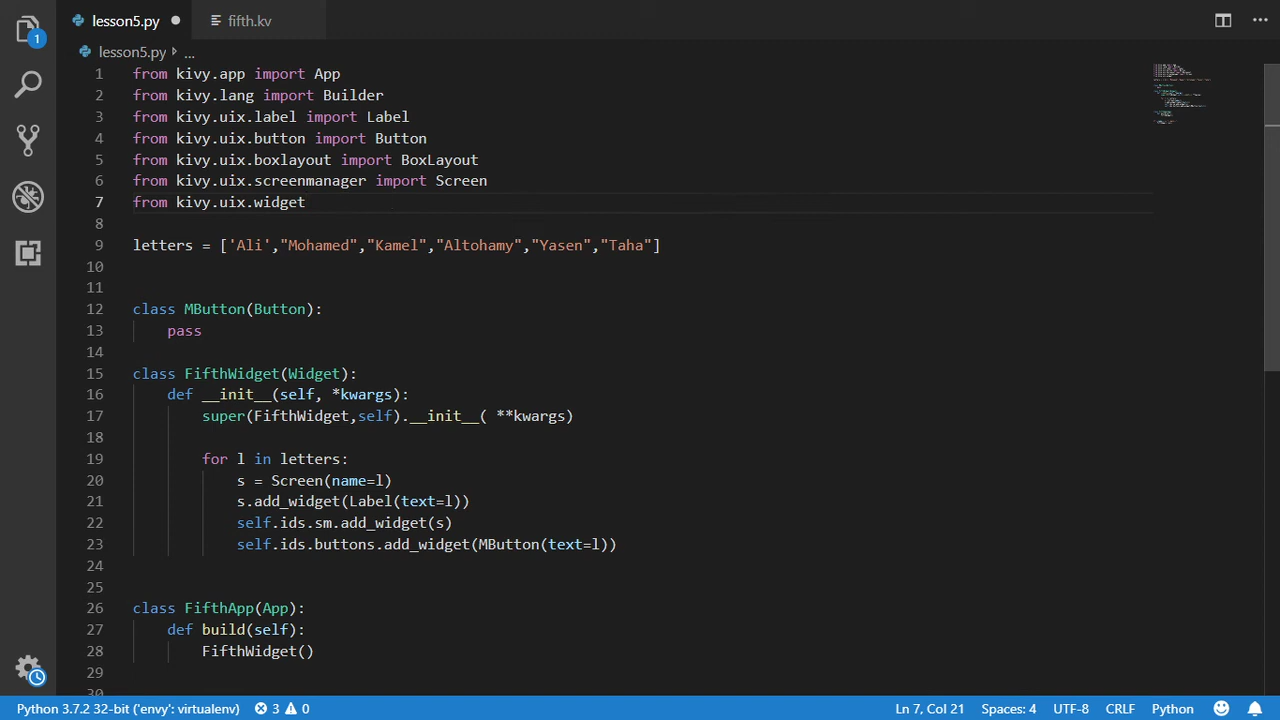 lesson5.py ● fifth.kv ...
1
lesson5.py ...
1 from kivy.app import App
2 from kivy.lang import Builder
3 from kivy.uix.label import Label
4 from kivy.uix.button import Button
5 from kivy.uix.boxlayout import BoxLayout
6 from kivy.uix.screenmanager import Screen
7 from kivy.uix.widget
8
9 letters = ['Ali',"Mohamed","Kamel","Altohamy","Yasen","Taha"]
10
11
12 class MButton(Button):
13     pass
14
15 class FifthWidget(Widget):
16     def __init__(self, *kwargs):
17         super(FifthWidget,self).__init__( **kwargs)
18
19         for l in letters:
20             s = Screen(name=l)
21             s.add_widget(Label(text=l))
22             self.ids.sm.add_widget(s)
23             self.ids.buttons.add_widget(MButton(text=l))
24
25
26 class FifthApp(App):
27     def build(self):
28         FifthWidget()
29
30
Python 3.7.2 32-bit ('envy': virtualenv) 3 0 Ln 7, Col 21 Spaces: 4 UTF-8 CRLF Python